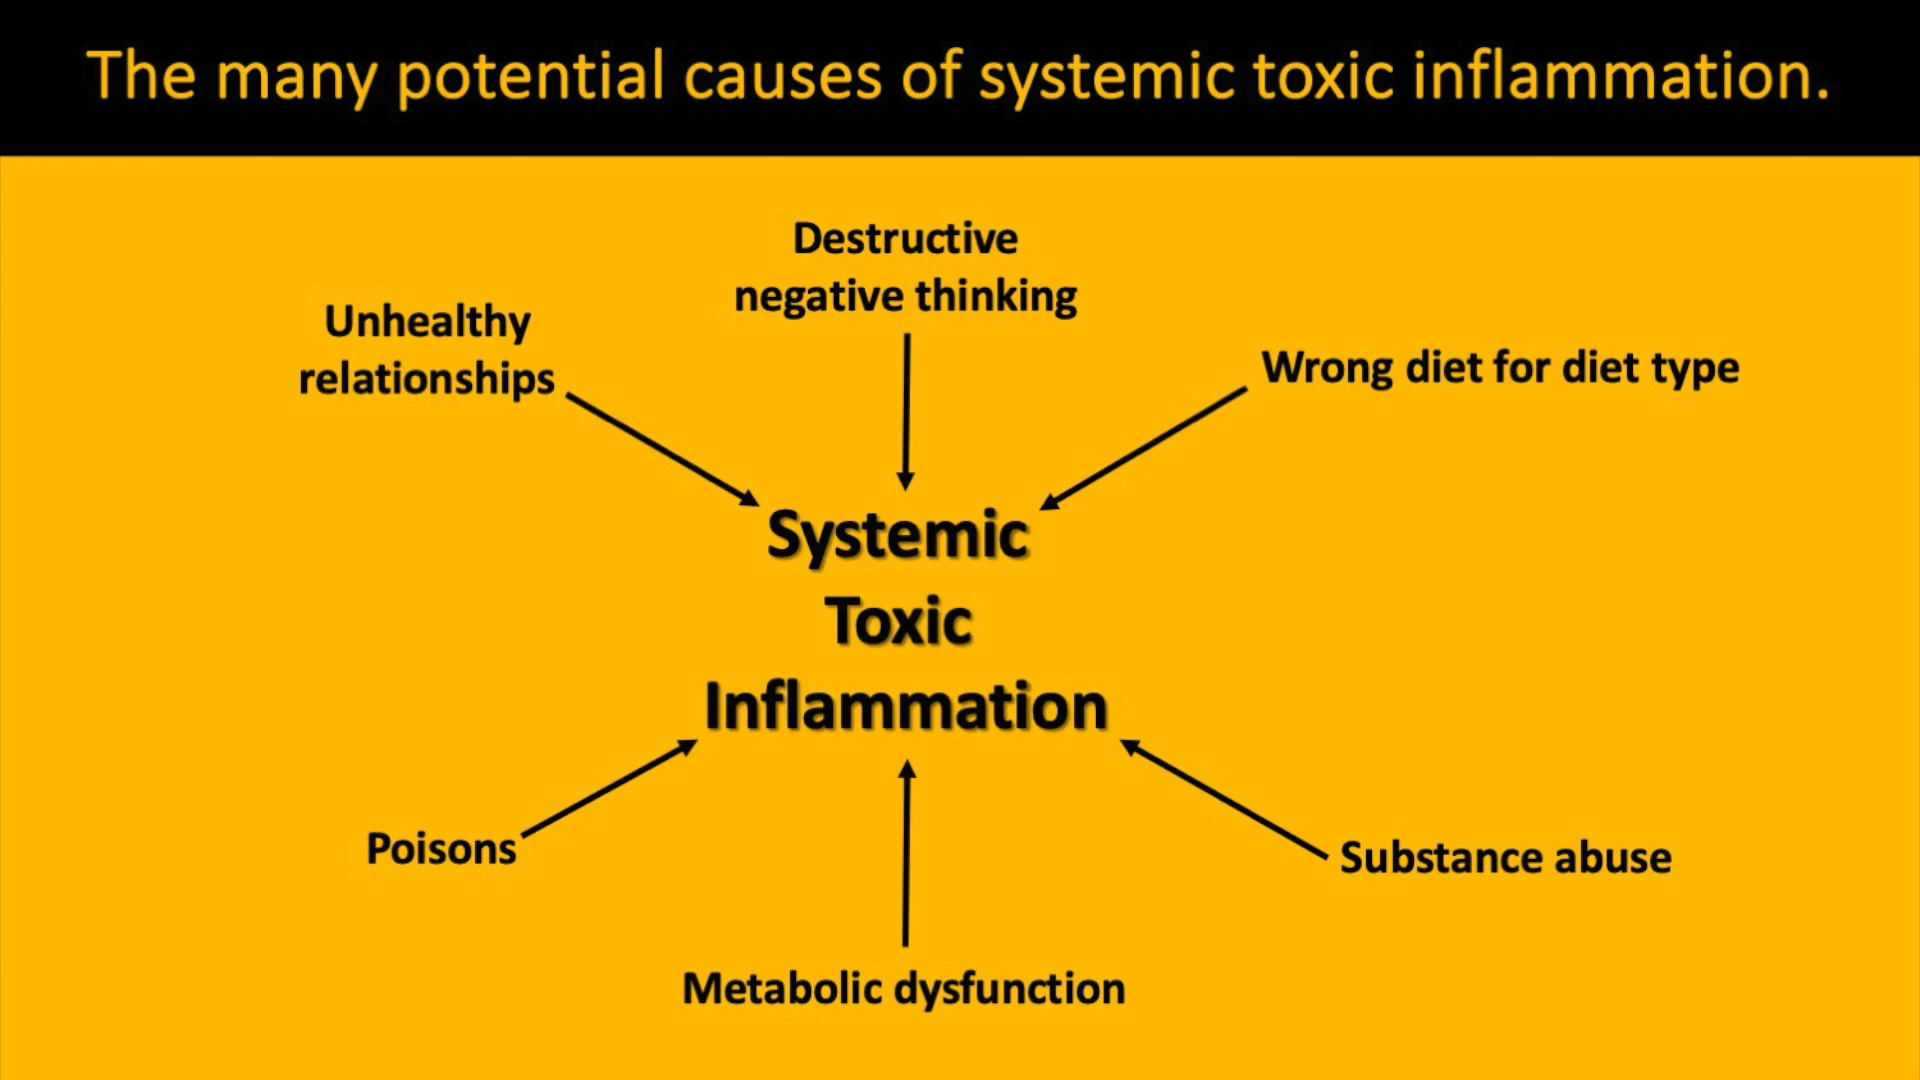 The many potential causes of systemic toxic inflammation.
Destructive
negative thinking
Unhealthy
relationships
Wrong diet for diet type
Systemic
Toxic
Inflammation
Poisons
Substance abuse
Metabolic dysfunction